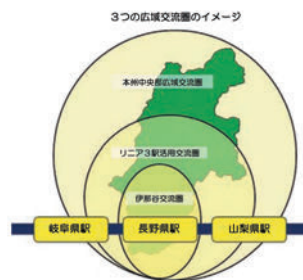 3つの広域交流圏のイメージ
本州中央部広域交流圏
リニア3駅活用交流圏
伊那谷交流圏
岐阜県駅
長野県駅
山梨県駅